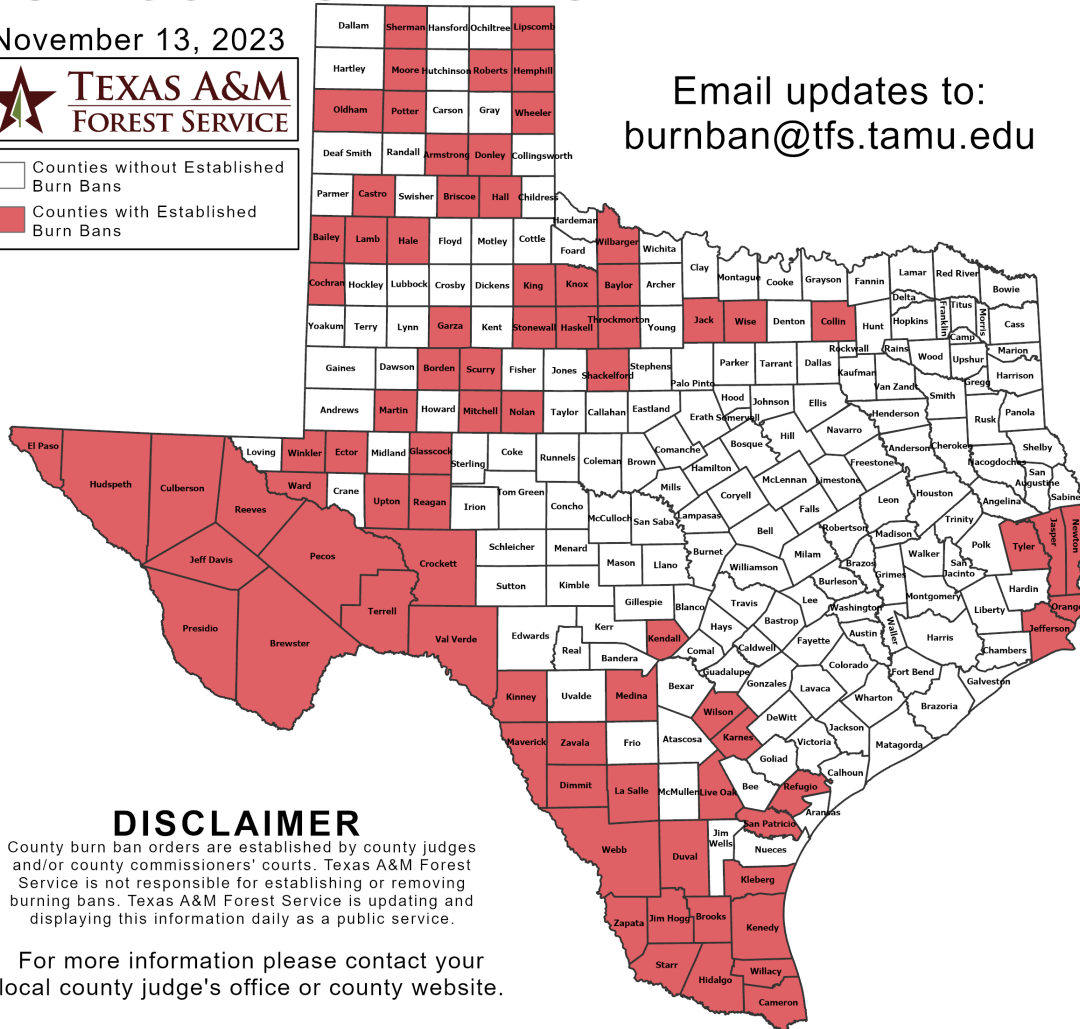 November 13, 2023
TEXAS A&M
FOREST SERVICE
Counties without Established
Burn Bans
Counties with Established
Burn Bans
Email updates to:
burnban@tfs.tamu.edu
Dallam Sherman Hansford Ochiltree Lipscomb
Hartley Moore Hutchinson Roberts Hemphill
Oldham Potter Carson Gray Wheeler
Deaf Smith Randall Armstrong Donley Collingsworth
Parmer Castro Swisher Briscoe Hall Childress
Hardeman
Bailey Lamb Hale Floyd Motley Cottle Foard Wilbarger Wichita
Clay Montague Cooke Grayson Fannin Lamar Red River Bowie
Cochran Hockley Lubbock Crosby Dickens King Knox Baylor Archer
Delta Titus Franklin Morris
Yoakum Terry Lynn Garza Kent Stonewall Haskell Throckmorton Young Jack Wise Denton Collin Hunt Hopkins Camp Cass
Rockwall Rains Wood Upshur Marion
Gaines Dawson Borden Scurry Fisher Jones Shackelford Stephens Palo Pinto Parker Tarrant Dallas Kaufman Van Zandt Gregg Harrison
Smith
Andrews Martin Howard Mitchell Nolan Taylor Callahan Eastland Erath Hood Somervell Johnson Ellis Henderson Rusk Panola
El Paso Hudspeth Culberson Loving Winkler Ector Midland Glasscock Sterling Coke Runnels Coleman Brown Comanche Bosque Hill Navarro Anderson Cherokee Shelby
Hamilton Freestone Nacogdoches San
Augustine Sabine
Reeves Ward Crane Upton Reagan Irion Tom Green Concho Mills Coryell McLennan Limestone Leon Houston Angelina
McCulloch San Saba Lampasas Falls Robertson Madison Trinity
Jeff Davis Pecos Crockett Schleicher Menard Bell Walker Polk Tyler Jasper Newton
Mason Llano Burnet Milam Brazos Grimes San
Jacinto
Terrell Sutton Kimble Williamson Burleson Montgomery Hardin
Presidio Brewster Val Verde Gillespie Blanco Travis Lee Washington Liberty Orange
Edwards Kerr Kendall Hays Bastrop Fayette Austin Waller Harris Jefferson
Real Bandera Comal Caldwell Chambers
Kinney Uvalde Medina Bexar Guadalupe Gonzales Lavaca Colorado Fort Bend Galveston
Wilson Wharton Brazoria
Maverick Zavala Frio Atascosa Karnes DeWitt Victoria Jackson Matagorda
Goliad Calhoun
Dimmit La Salle McMullen Live Oak Bee Refugio
Aransas
Webb Duval Jim
Wells San Patricio
Nueces
Kleberg
Zapata Jim Hogg Brooks Kenedy
Starr Hidalgo Willacy
Cameron
DISCLAIMER
County burn ban orders are established by county judges
and/or county commissioners' courts. Texas A&M Forest
Service is not responsible for establishing or removing
burning bans. Texas A&M Forest Service is updating and
displaying this information daily as a public service.
For more information please contact your
local county judge's office or county website.